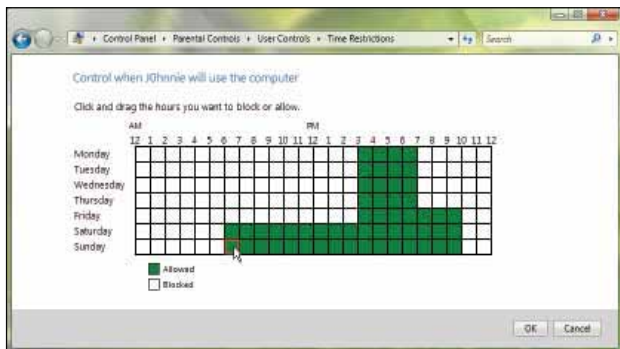 Control Panel ▸ Parental Controls ▸ User Controls ▸ Time Restrictions
Search
Control when J0hnnie will use the computer
Click and drag the hours you want to block or allow.
AM PM
12 1 2 3 4 5 6 7 8 9 10 11 12 1 2 3 4 5 6 7 8 9 10 11 12
Monday
Tuesday
Wednesday
Thursday
Friday
Saturday
Sunday
Allowed
Blocked
OK Cancel